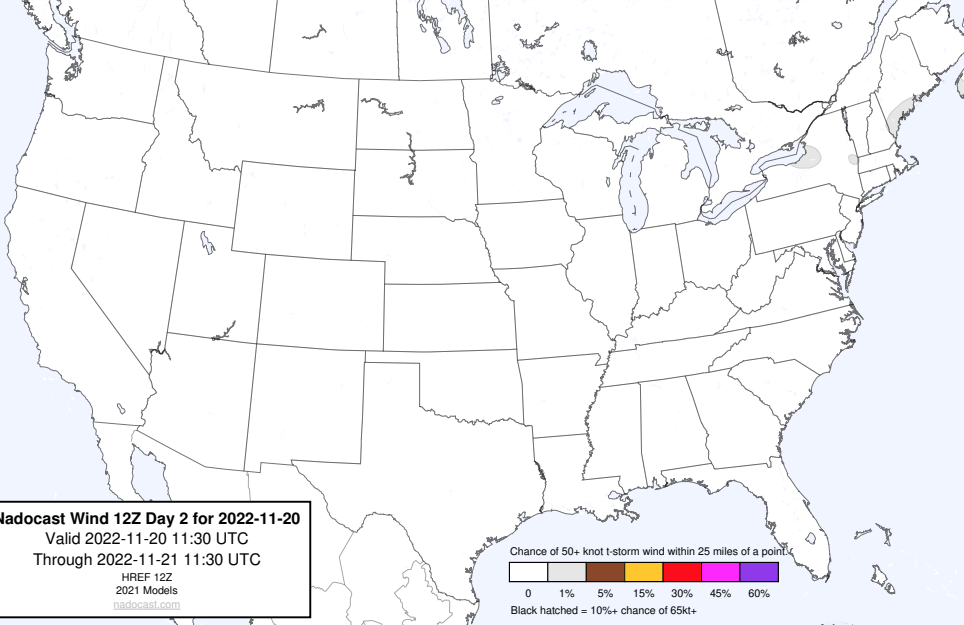 Nadocast Wind 12Z Day 2 for 2022-11-20
Valid 2022-11-20 11:30 UTC
Through 2022-11-21 11:30 UTC
HREF 12Z
2021 Models
nadocast.com
Chance of 50+ knot t-storm wind within 25 miles of a point.
0 1% 5% 15% 30% 45% 60%
Black hatched = 10%+ chance of 65kt+